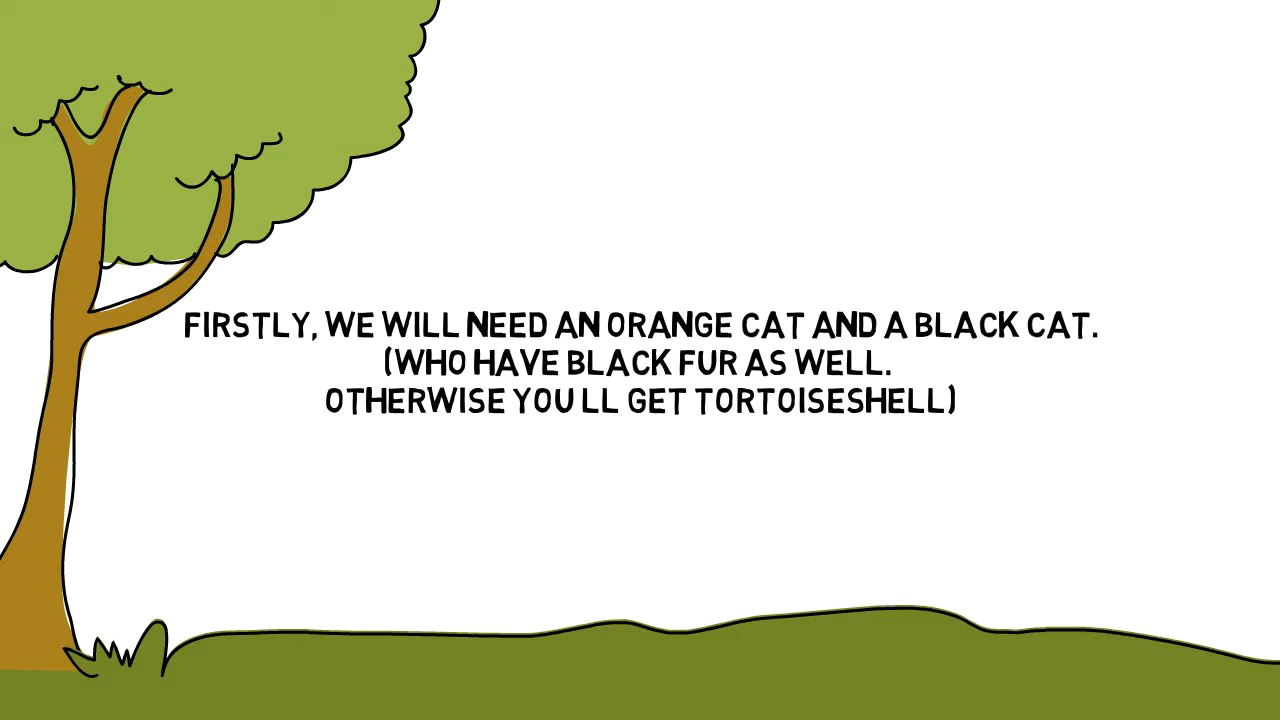 FIRSTLY, WE WILL NEED AN ORANGE CAT AND A BLACK CAT.
(WHO HAVE BLACK FUR AS WELL.
OTHERWISE YOU LL GET TORTOISESHELL)